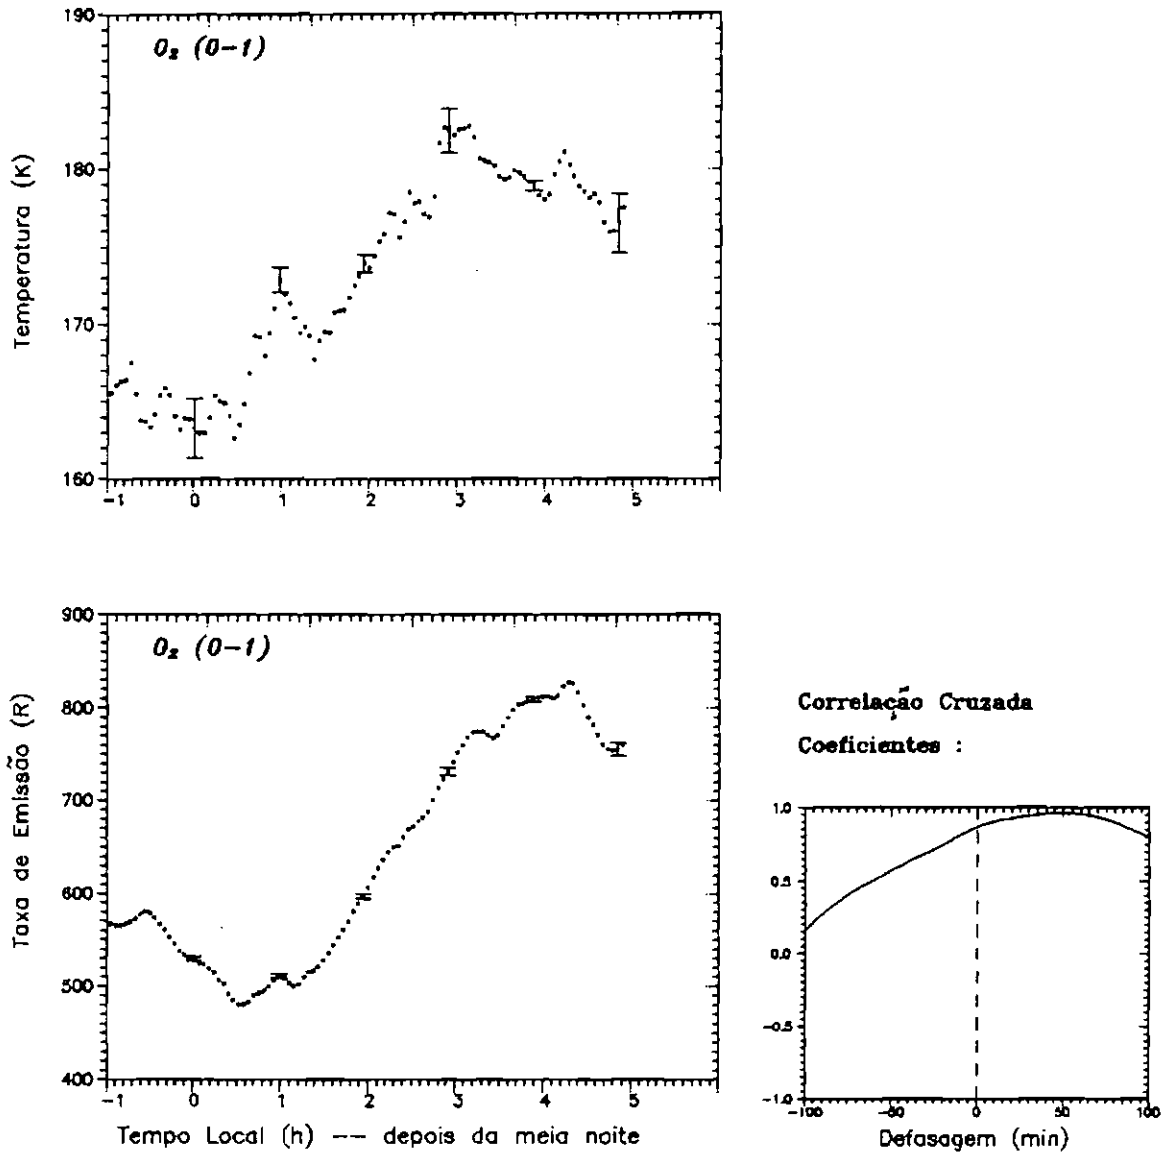 190
180
170
160
Temperatura (K)
O₂ (0-1)
-1 0 1 2 3 4 5
900
800
700
600
500
400
Taxa de Emissão (R)
O₂ (0-1)
-1 0 1 2 3 4 5
Tempo Local (h) -- depois da meia noite
Correlação Cruzada
Coeficientes :
1.0
0.5
0.0
-0.5
-1.0
-100 -50 0 50 100
Defasagem (min)